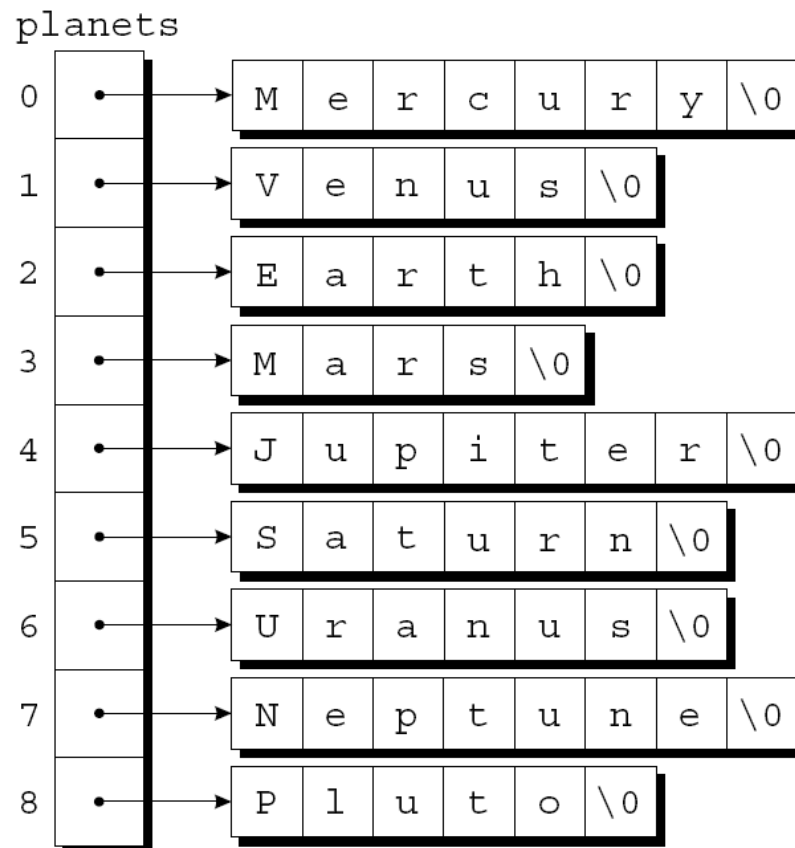 planets
0 M e r c u r y \0
1 V e n u s \0
2 E a r t h \0
3 M a r s \0
4 J u p i t e r \0
5 S a t u r n \0
6 U r a n u s \0
7 N e p t u n e \0
8 P l u t o \0